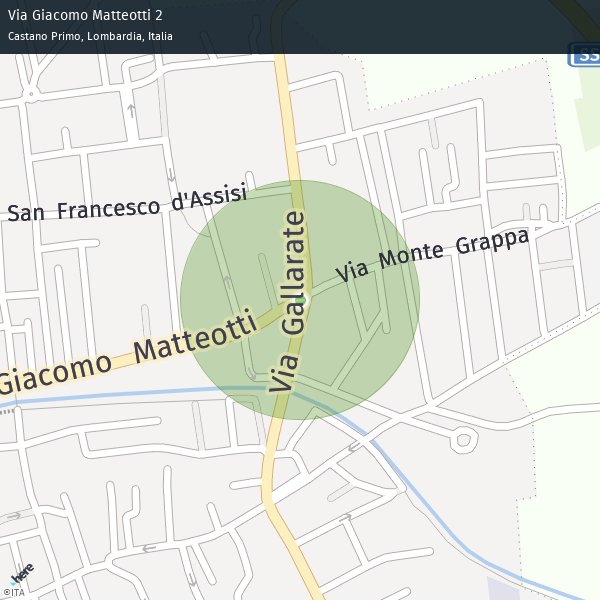 Via Giacomo Matteotti 2
Castano Primo, Lombardia, Italia
SS
San Francesco d'Assisi
Via Gallarate
Via Monte Grappa
Giacomo Matteotti
here
©ITA